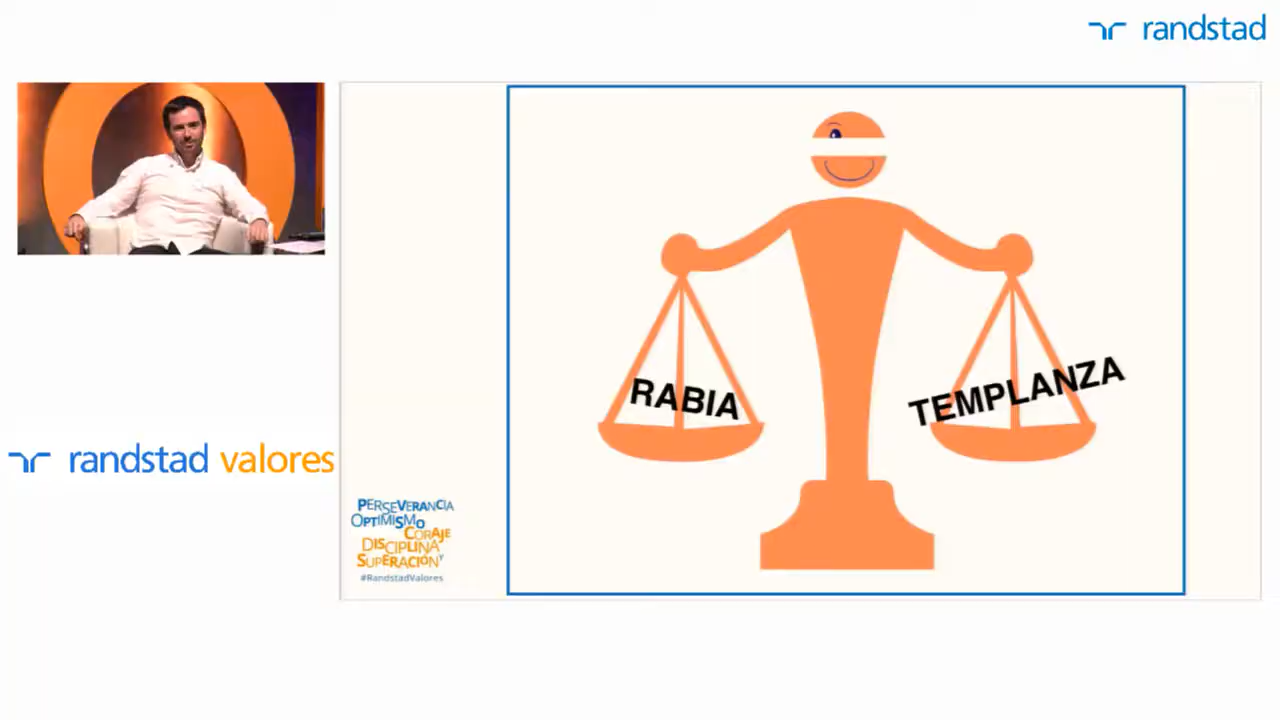 randstad
RABIA
TEMPLANZA
randstad valores
PERSEVERANCIA
OPTIMISMO
CORAJE
DISCIPLINA
Y
SUPERACIÓN
#RandstadValores